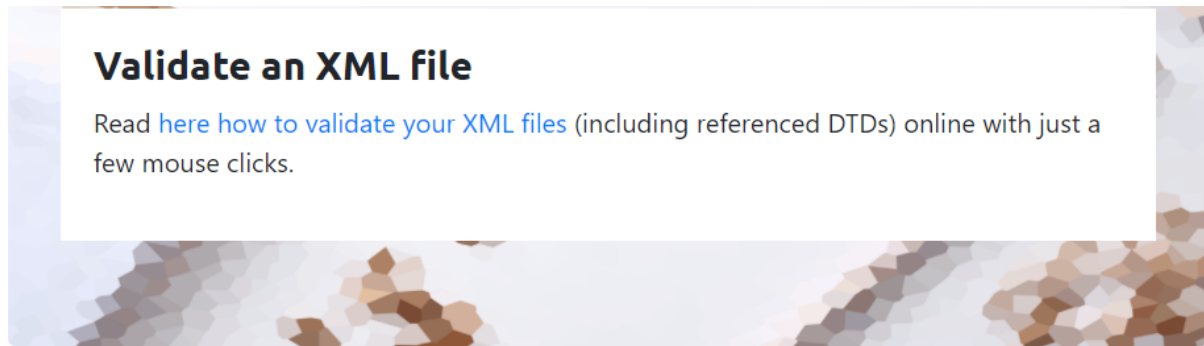 Validate an XML file
Read here how to validate your XML files (including referenced DTDs) online with just a
few mouse clicks.